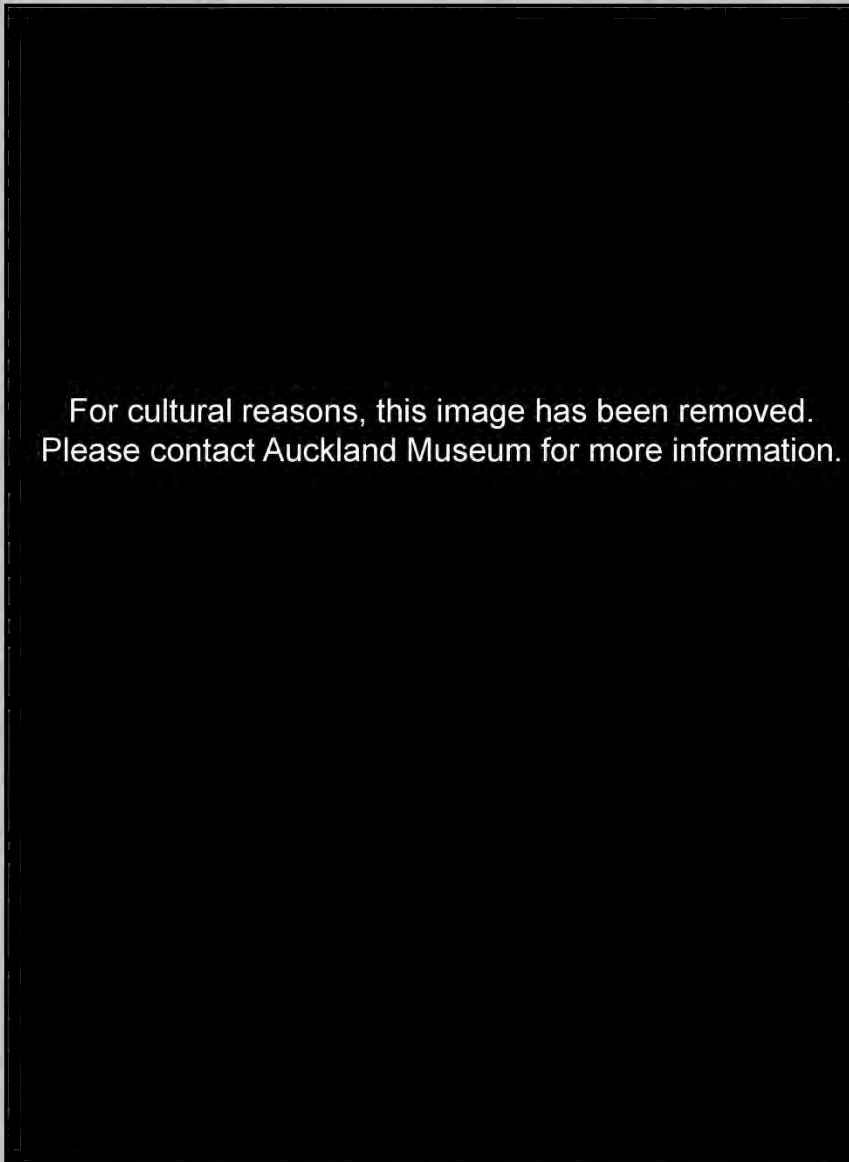 For cultural reasons, this image has been removed.
Please contact Auckland Museum for more information.